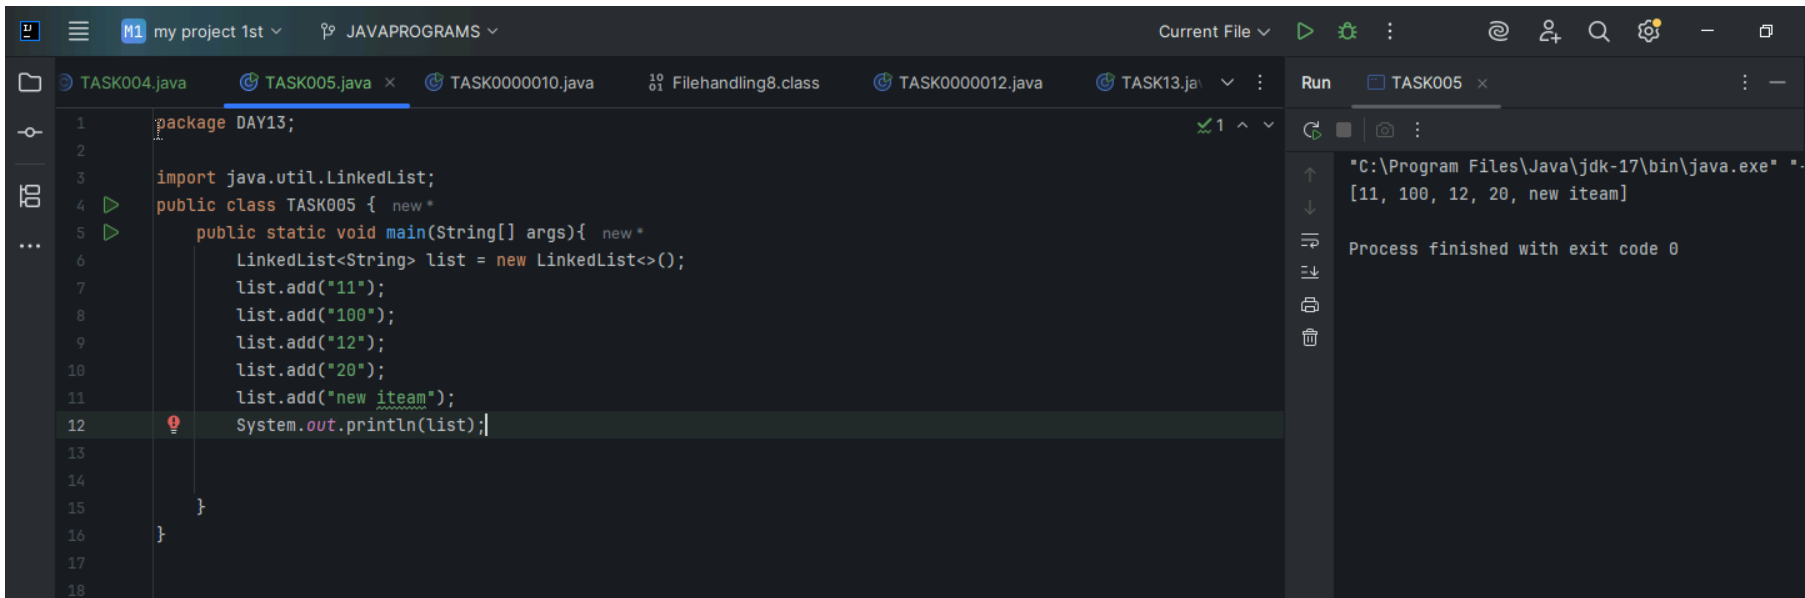 M1 my project 1st JAVAPROGRAMS Current File
TASK004.java TASK005.java TASK0000010.java Filehandling8.class TASK0000012.java TASK13.ja
1 package DAY13;
2
3 import java.util.LinkedList;
4 public class TASK005 { new *
5 public static void main(String[] args){ new *
6 LinkedList<String> list = new LinkedList<>();
7 list.add("11");
8 list.add("100");
9 list.add("12");
10 list.add("20");
11 list.add("new iteam");
12 System.out.println(list);
13
14
15 }
16 }
17
18
1
Run TASK005
"C:\Program Files\Java\jdk-17\bin\java.exe" "-
[11, 100, 12, 20, new iteam]
Process finished with exit code 0